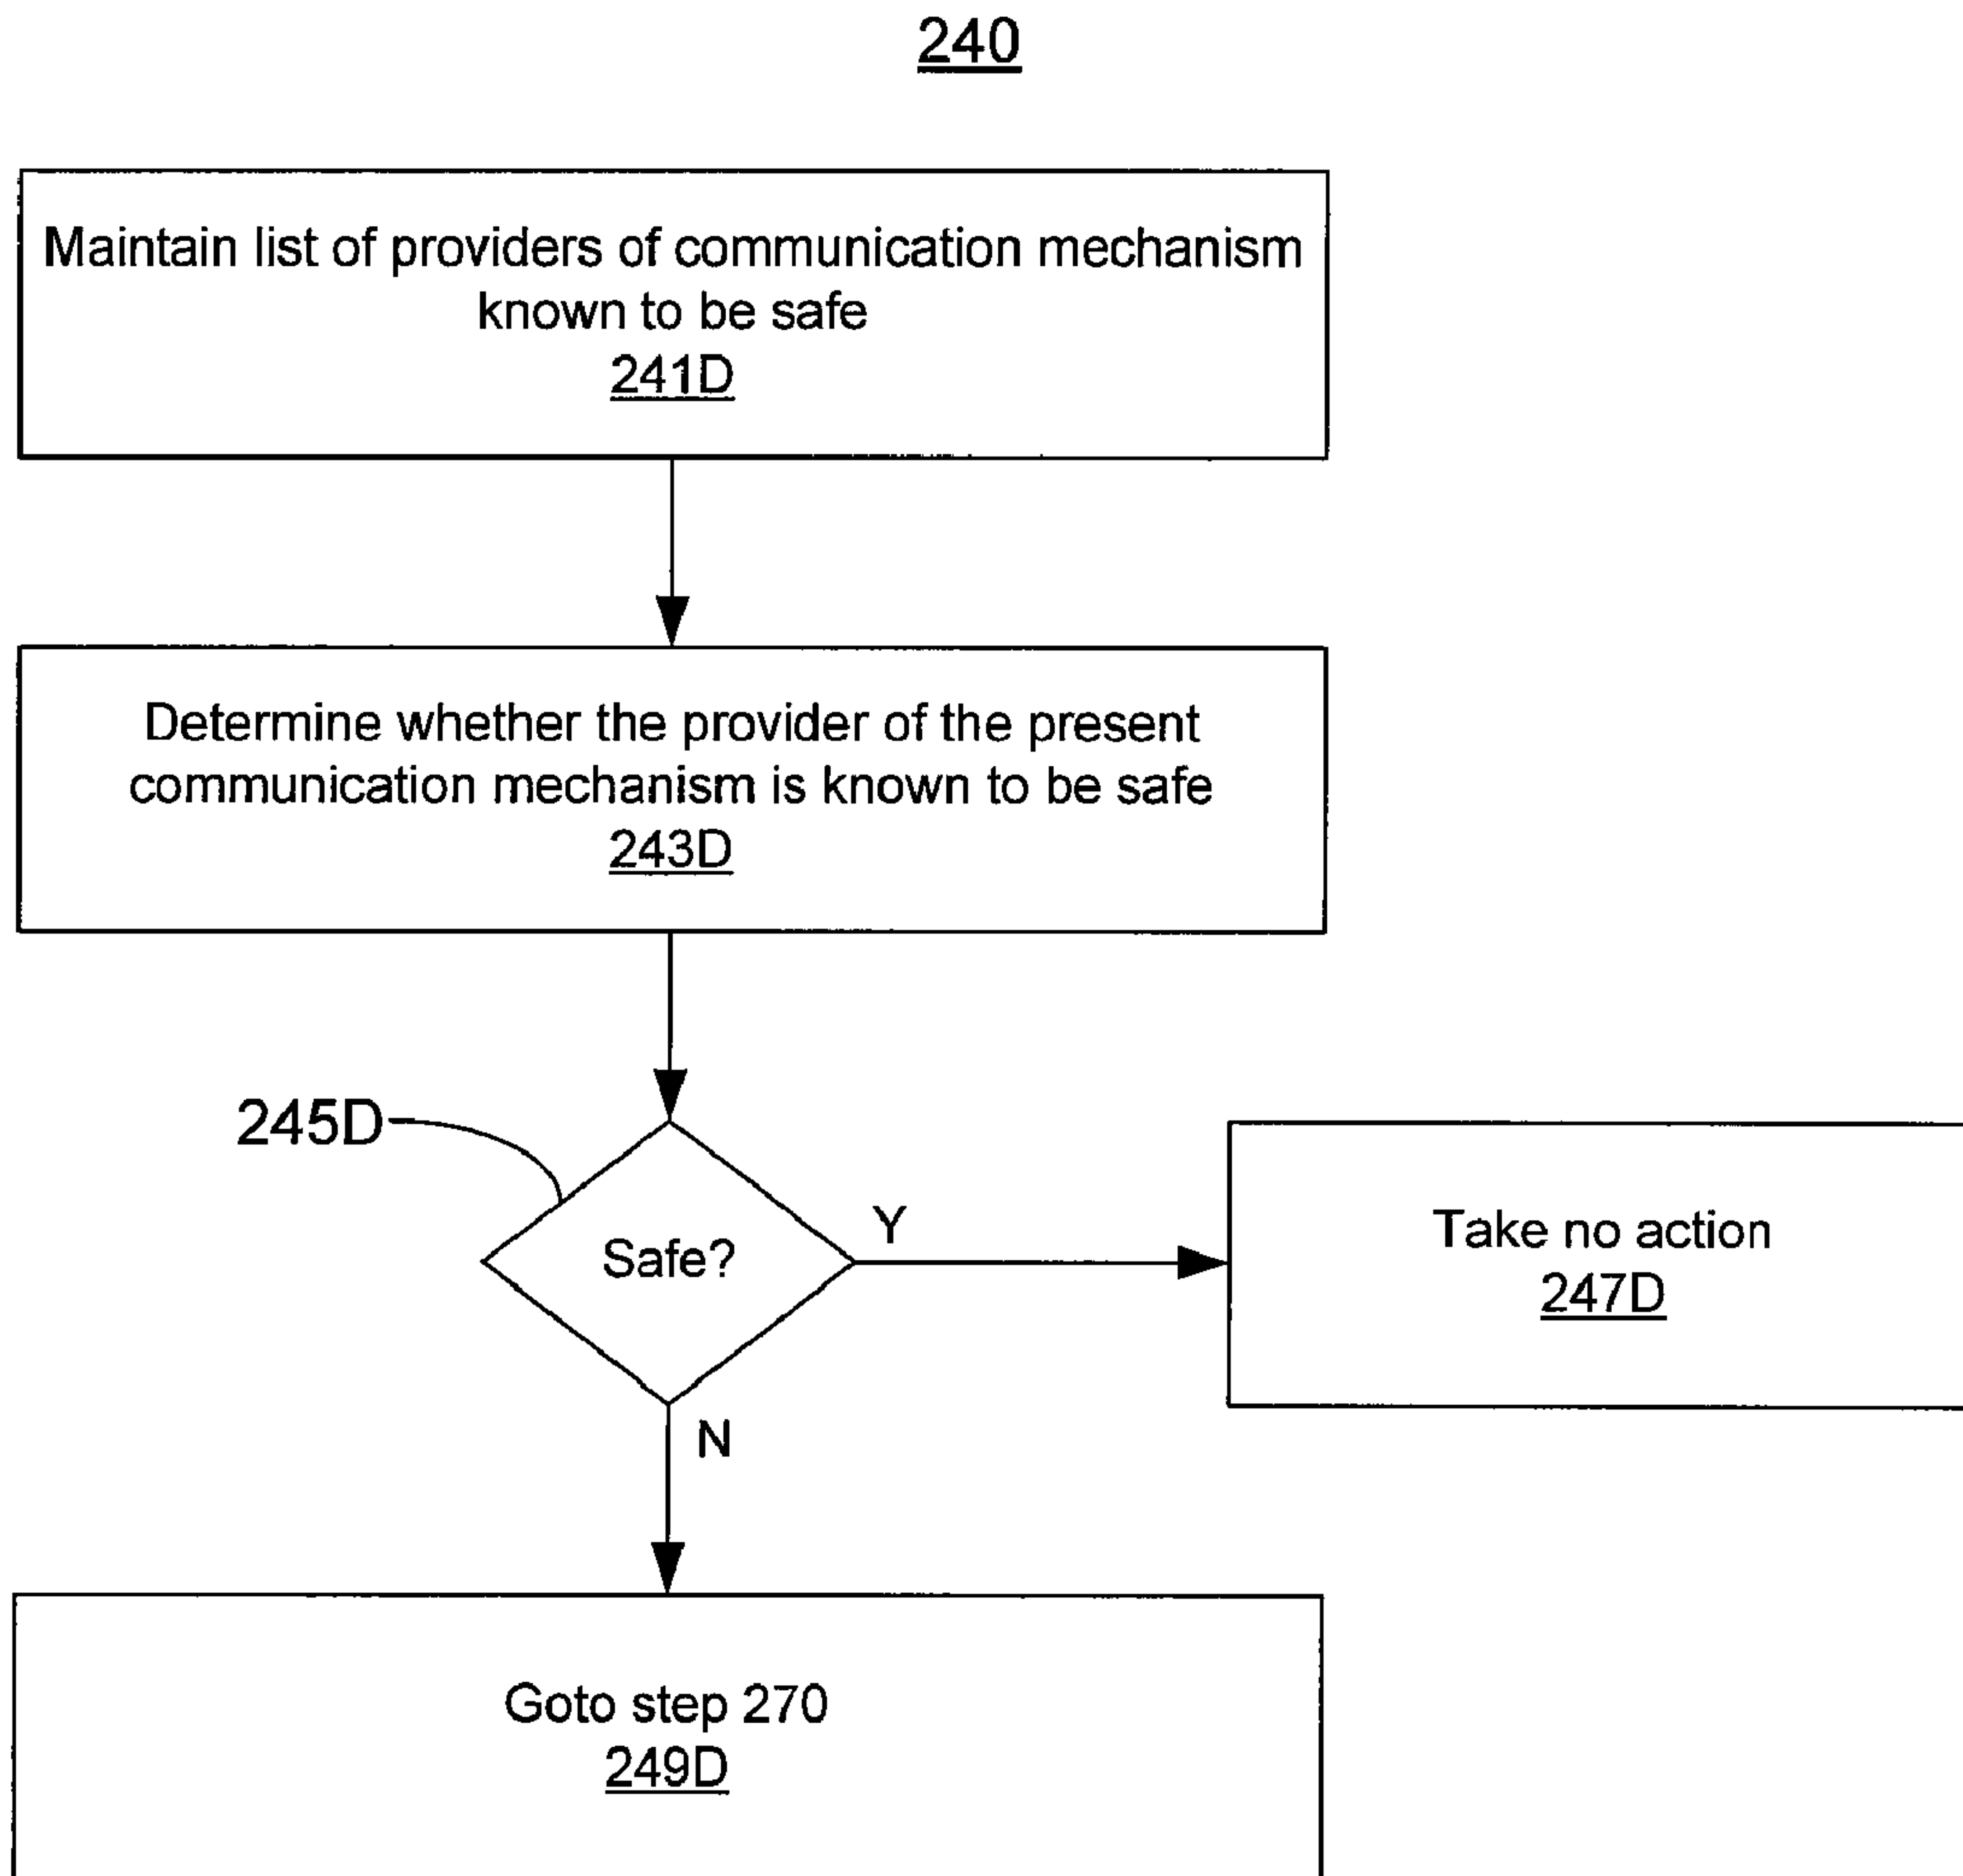 240
Maintain list of providers of communication mechanism
known to be safe
241D
Determine whether the provider of the present
communication mechanism is known to be safe
243D
245D
Safe?
Y
Take no action
247D
N
Goto step 270
249D